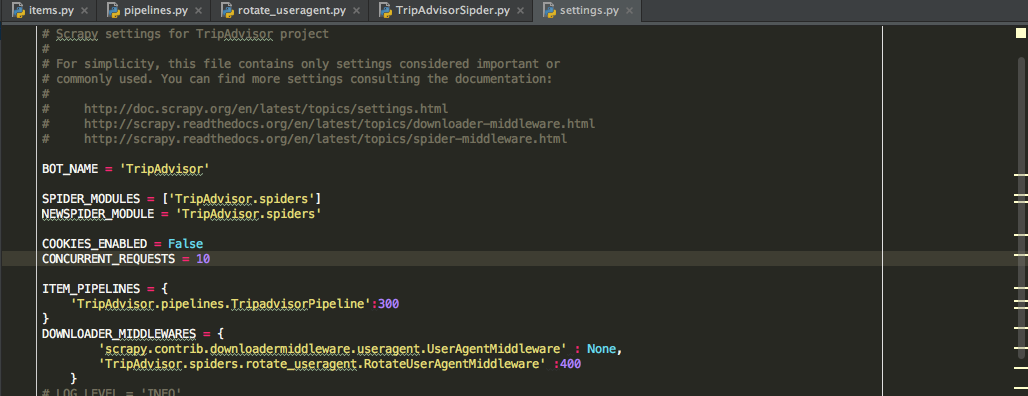 items.py × pipelines.py × rotate_useragent.py × TripAdvisorSipder.py × settings.py ×
# Scrapy settings for TripAdvisor project
#
# For simplicity, this file contains only settings considered important or
# commonly used. You can find more settings consulting the documentation:
#
#     http://doc.scrapy.org/en/latest/topics/settings.html
#     http://scrapy.readthedocs.org/en/latest/topics/downloader-middleware.html
#     http://scrapy.readthedocs.org/en/latest/topics/spider-middleware.html
BOT_NAME = 'TripAdvisor'
SPIDER_MODULES = ['TripAdvisor.spiders']
NEWSPIDER_MODULE = 'TripAdvisor.spiders'
COOKIES_ENABLED = False
CONCURRENT_REQUESTS = 10
ITEM_PIPELINES = {
    'TripAdvisor.pipelines.TripadvisorPipeline':300
}
DOWNLOADER_MIDDLEWARES = {
        'scrapy.contrib.downloadermiddleware.useragent.UserAgentMiddleware' : None,
        'TripAdvisor.spiders.rotate_useragent.RotateUserAgentMiddleware' :400
    }
# LOG_LEVEL = 'INFO'